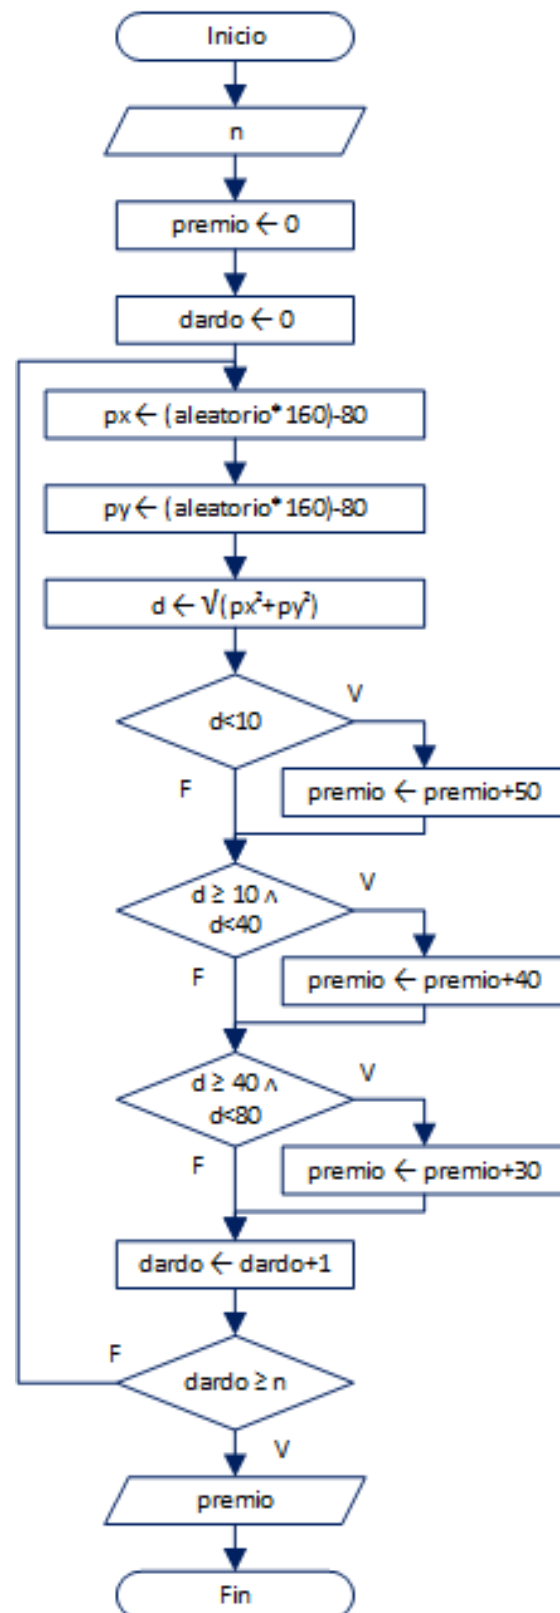 Inicio
n
premio ← 0
dardo ← 0
px ← (aleatorio*160)-80
py ← (aleatorio*160)-80
d ← √(px²+py²)
d<10
V
F
premio ← premio+50
d ≥ 10 ∧
d<40
V
F
premio ← premio+40
d ≥ 40 ∧
d<80
V
F
premio ← premio+30
dardo ← dardo+1
F
dardo ≥ n
V
premio
Fin